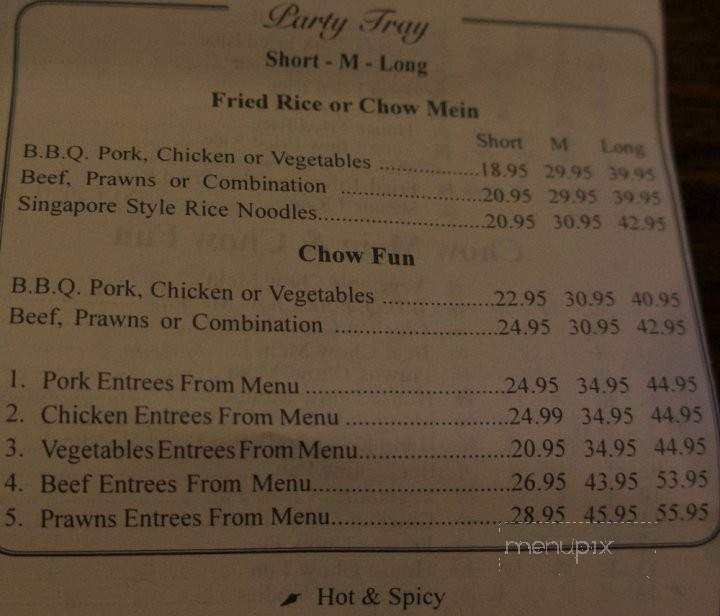 Party Tray
Short - M - Long
Fried Rice or Chow Mein
Short M Long
B.B.Q. Pork, Chicken or Vegetables ..................18.95 29.95 39.95
Beef, Prawns or Combination .........................20.95 29.95 39.95
Singapore Style Rice Noodles.............................20.95 30.95 42.95
Chow Fun
B.B.Q. Pork, Chicken or Vegetables ....................22.95 30.95 40.95
Beef, Prawns or Combination .............................24.95 30.95 42.95
1. Pork Entrees From Menu ...................................24.95 34.95 44.95
2. Chicken Entrees From Menu .............................24.99 34.95 44.95
3. Vegetables Entrees From Menu...........................20.95 34.95 44.95
4. Beef Entrees From Menu...................................26.95 43.95 53.95
5. Prawns Entrees From Menu................................28.95 45.95 55.95
menupix
Hot & Spicy